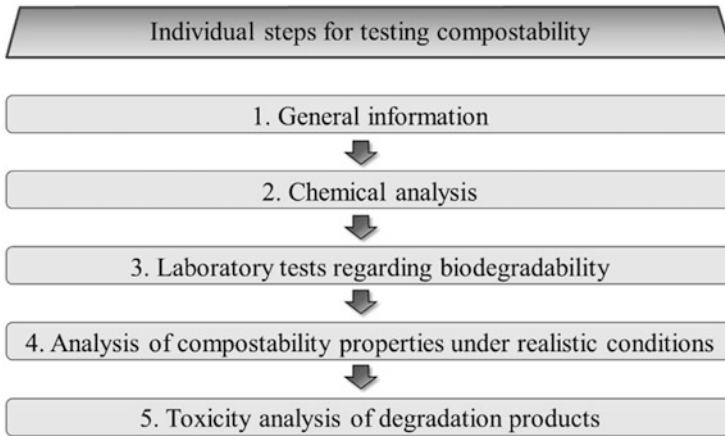 Individual steps for testing compostability
1. General information
2. Chemical analysis
3. Laboratory tests regarding biodegradability
4. Analysis of compostability properties under realistic conditions
5. Toxicity analysis of degradation products